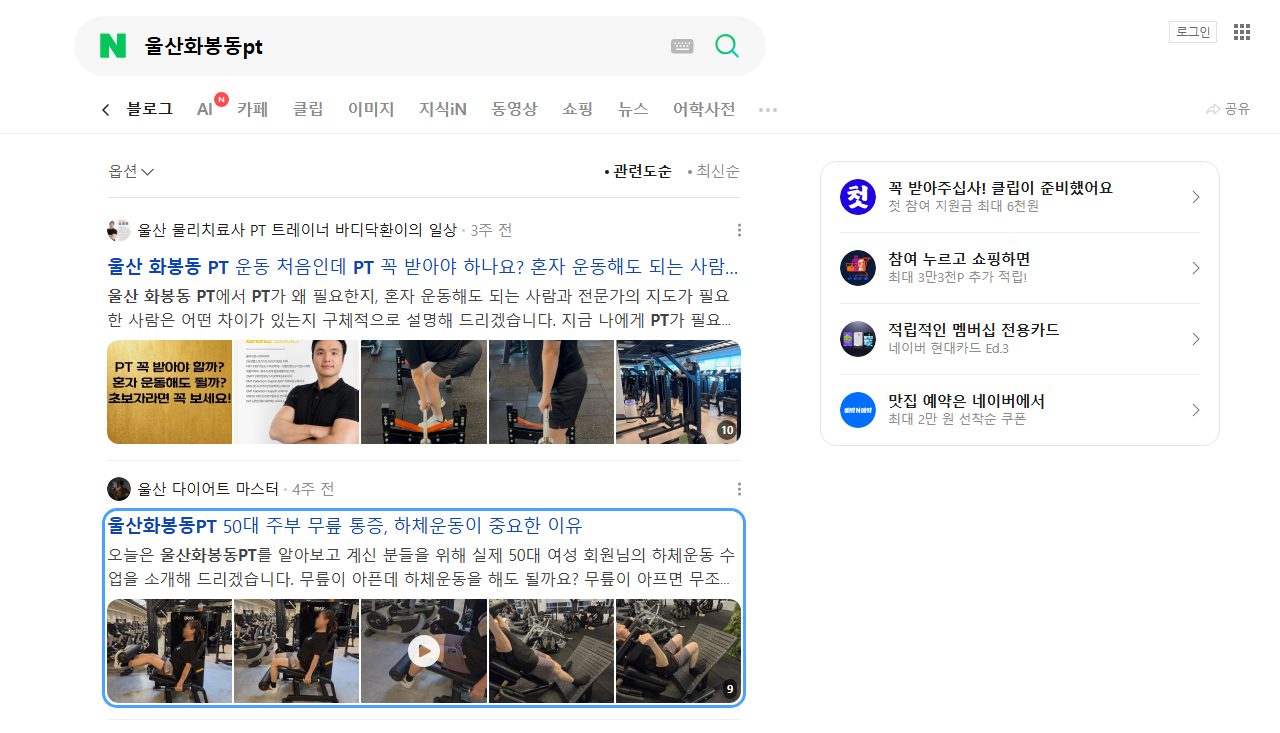 울산화봉동pt
로그인
블로그 AI N 카페 클립 이미지 지식iN 동영상 쇼핑 뉴스 어학사전
공유
옵션
관련도순 최신순
울산 물리치료사 PT 트레이너 바디닥환이의 일상 · 3주 전
울산 화봉동 PT 운동 처음인데 PT 꼭 받아야 하나요? 혼자 운동해도 되는 사람...
울산 화봉동 PT에서 PT가 왜 필요한지, 혼자 운동해도 되는 사람과 전문가의 지도가 필요
한 사람은 어떤 차이가 있는지 구체적으로 설명해 드리겠습니다. 지금 나에게 PT가 필요...
PT 꼭 받아야 할까?
혼자 운동해도 될까?
초보자라면 꼭 보세요!
10
울산 다이어트 마스터 · 4주 전
울산화봉동PT 50대 주부 무릎 통증, 하체운동이 중요한 이유
오늘은 울산화봉동PT를 알아보고 계신 분들을 위해 실제 50대 여성 회원님의 하체운동 수
업을 소개해 드리겠습니다. 무릎이 아픈데 하체운동을 해도 될까요? 무릎이 아프면 무조...
9
첫
꼭 받아주십사! 클립이 준비했어요
첫 참여 지원금 최대 6천원
참여 누르고 쇼핑하면
최대 3만3천P 추가 적립!
적립적인 멤버십 전용카드
네이버 현대카드 Ed.3
맛집 예약은 네이버에서
최대 2만 원 선착순 쿠폰